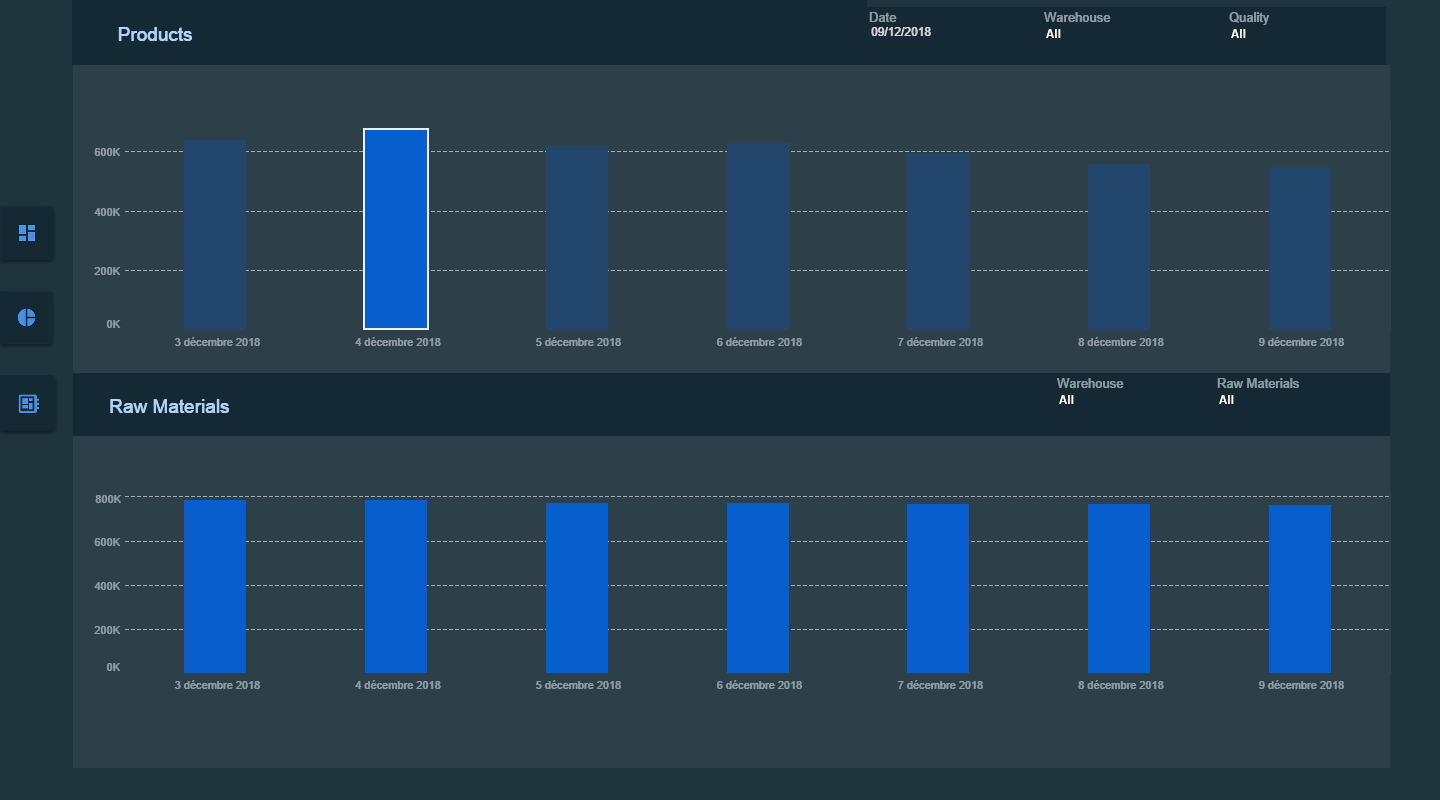 Products
Date
Warehouse
Quality
09/12/2018
All
All
600K
400K
200K
0K
3 décembre 2018
4 décembre 2018
5 décembre 2018
6 décembre 2018
7 décembre 2018
8 décembre 2018
9 décembre 2018
Raw Materials
Warehouse
Raw Materials
All
All
800K
600K
400K
200K
0K
3 décembre 2018
4 décembre 2018
5 décembre 2018
6 décembre 2018
7 décembre 2018
8 décembre 2018
9 décembre 2018